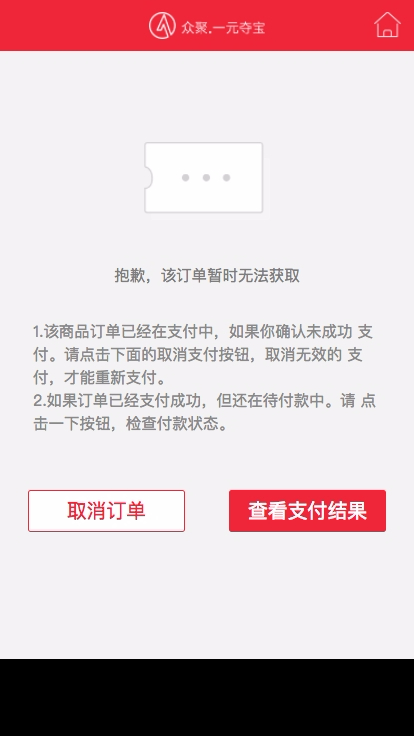 众聚.一元夺宝
抱歉，该订单暂时无法获取
1.该商品订单已经在支付中，如果你确认未成功 支
付。请点击下面的取消支付按钮，取消无效的 支
付，才能重新支付。
2.如果订单已经支付成功，但还在待付款中。请 点
击一下按钮，检查付款状态。
取消订单 查看支付结果